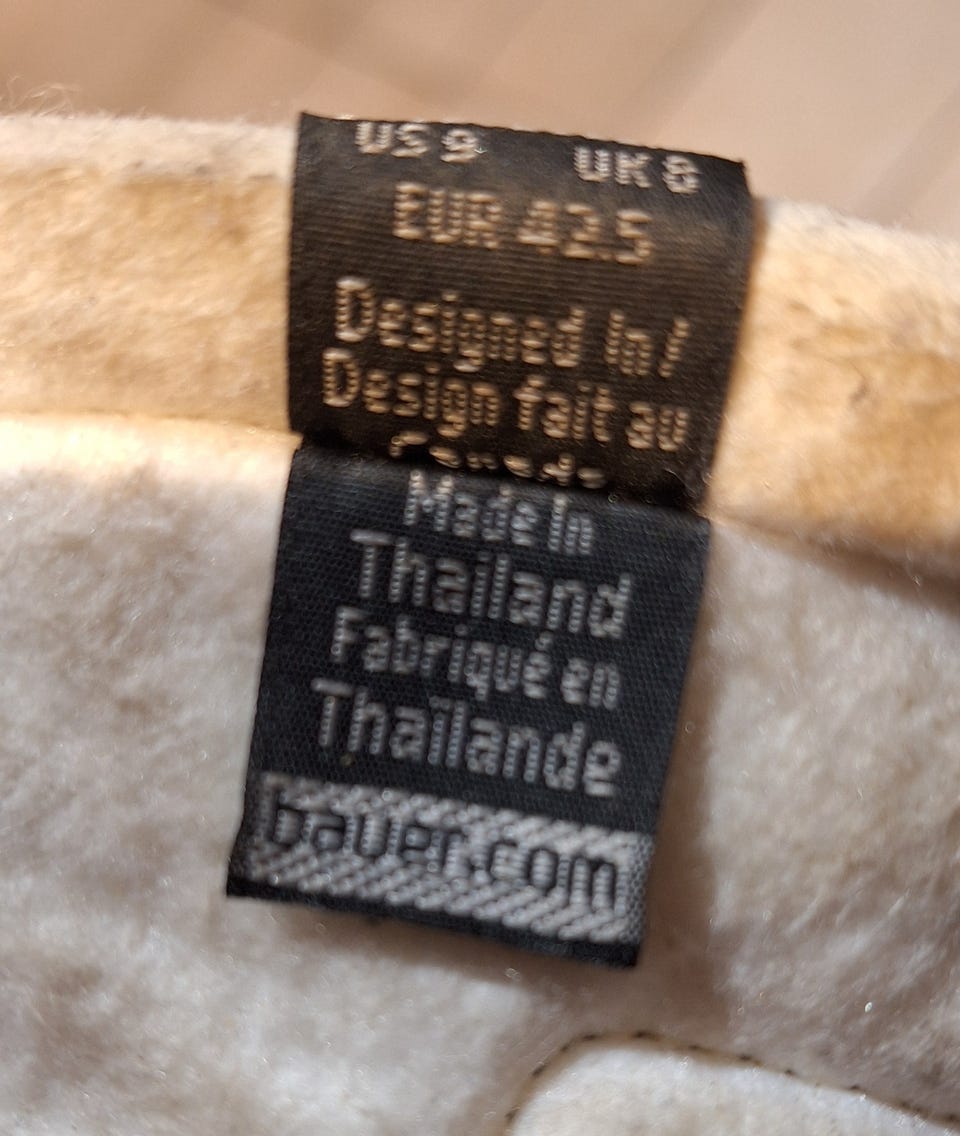 US 9 UK 8
EUR 42.5
Designed in /
Design fait au
Canada
Made in
Thailand
Fabriqué en
Thaïlande
bauer.com